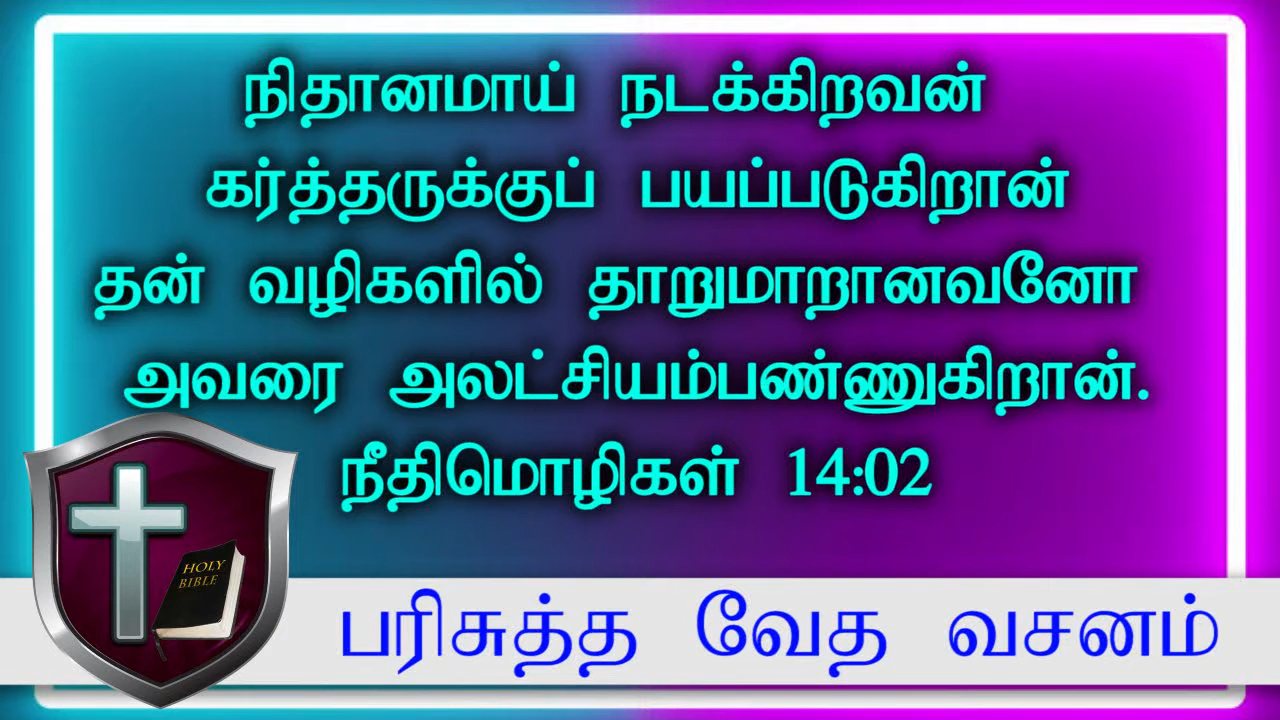 நிதானமாய் நடக்கிறவன்
கர்த்தருக்குப் பயப்படுகிறான்
தன் வழிகளில் தாறுமாறானவனோ
அவரை அலட்சியம்பண்ணுகிறான்.
நீதிமொழிகள் 14:02
HOLY
BIBLE
பரிசுத்த வேத வசனம்